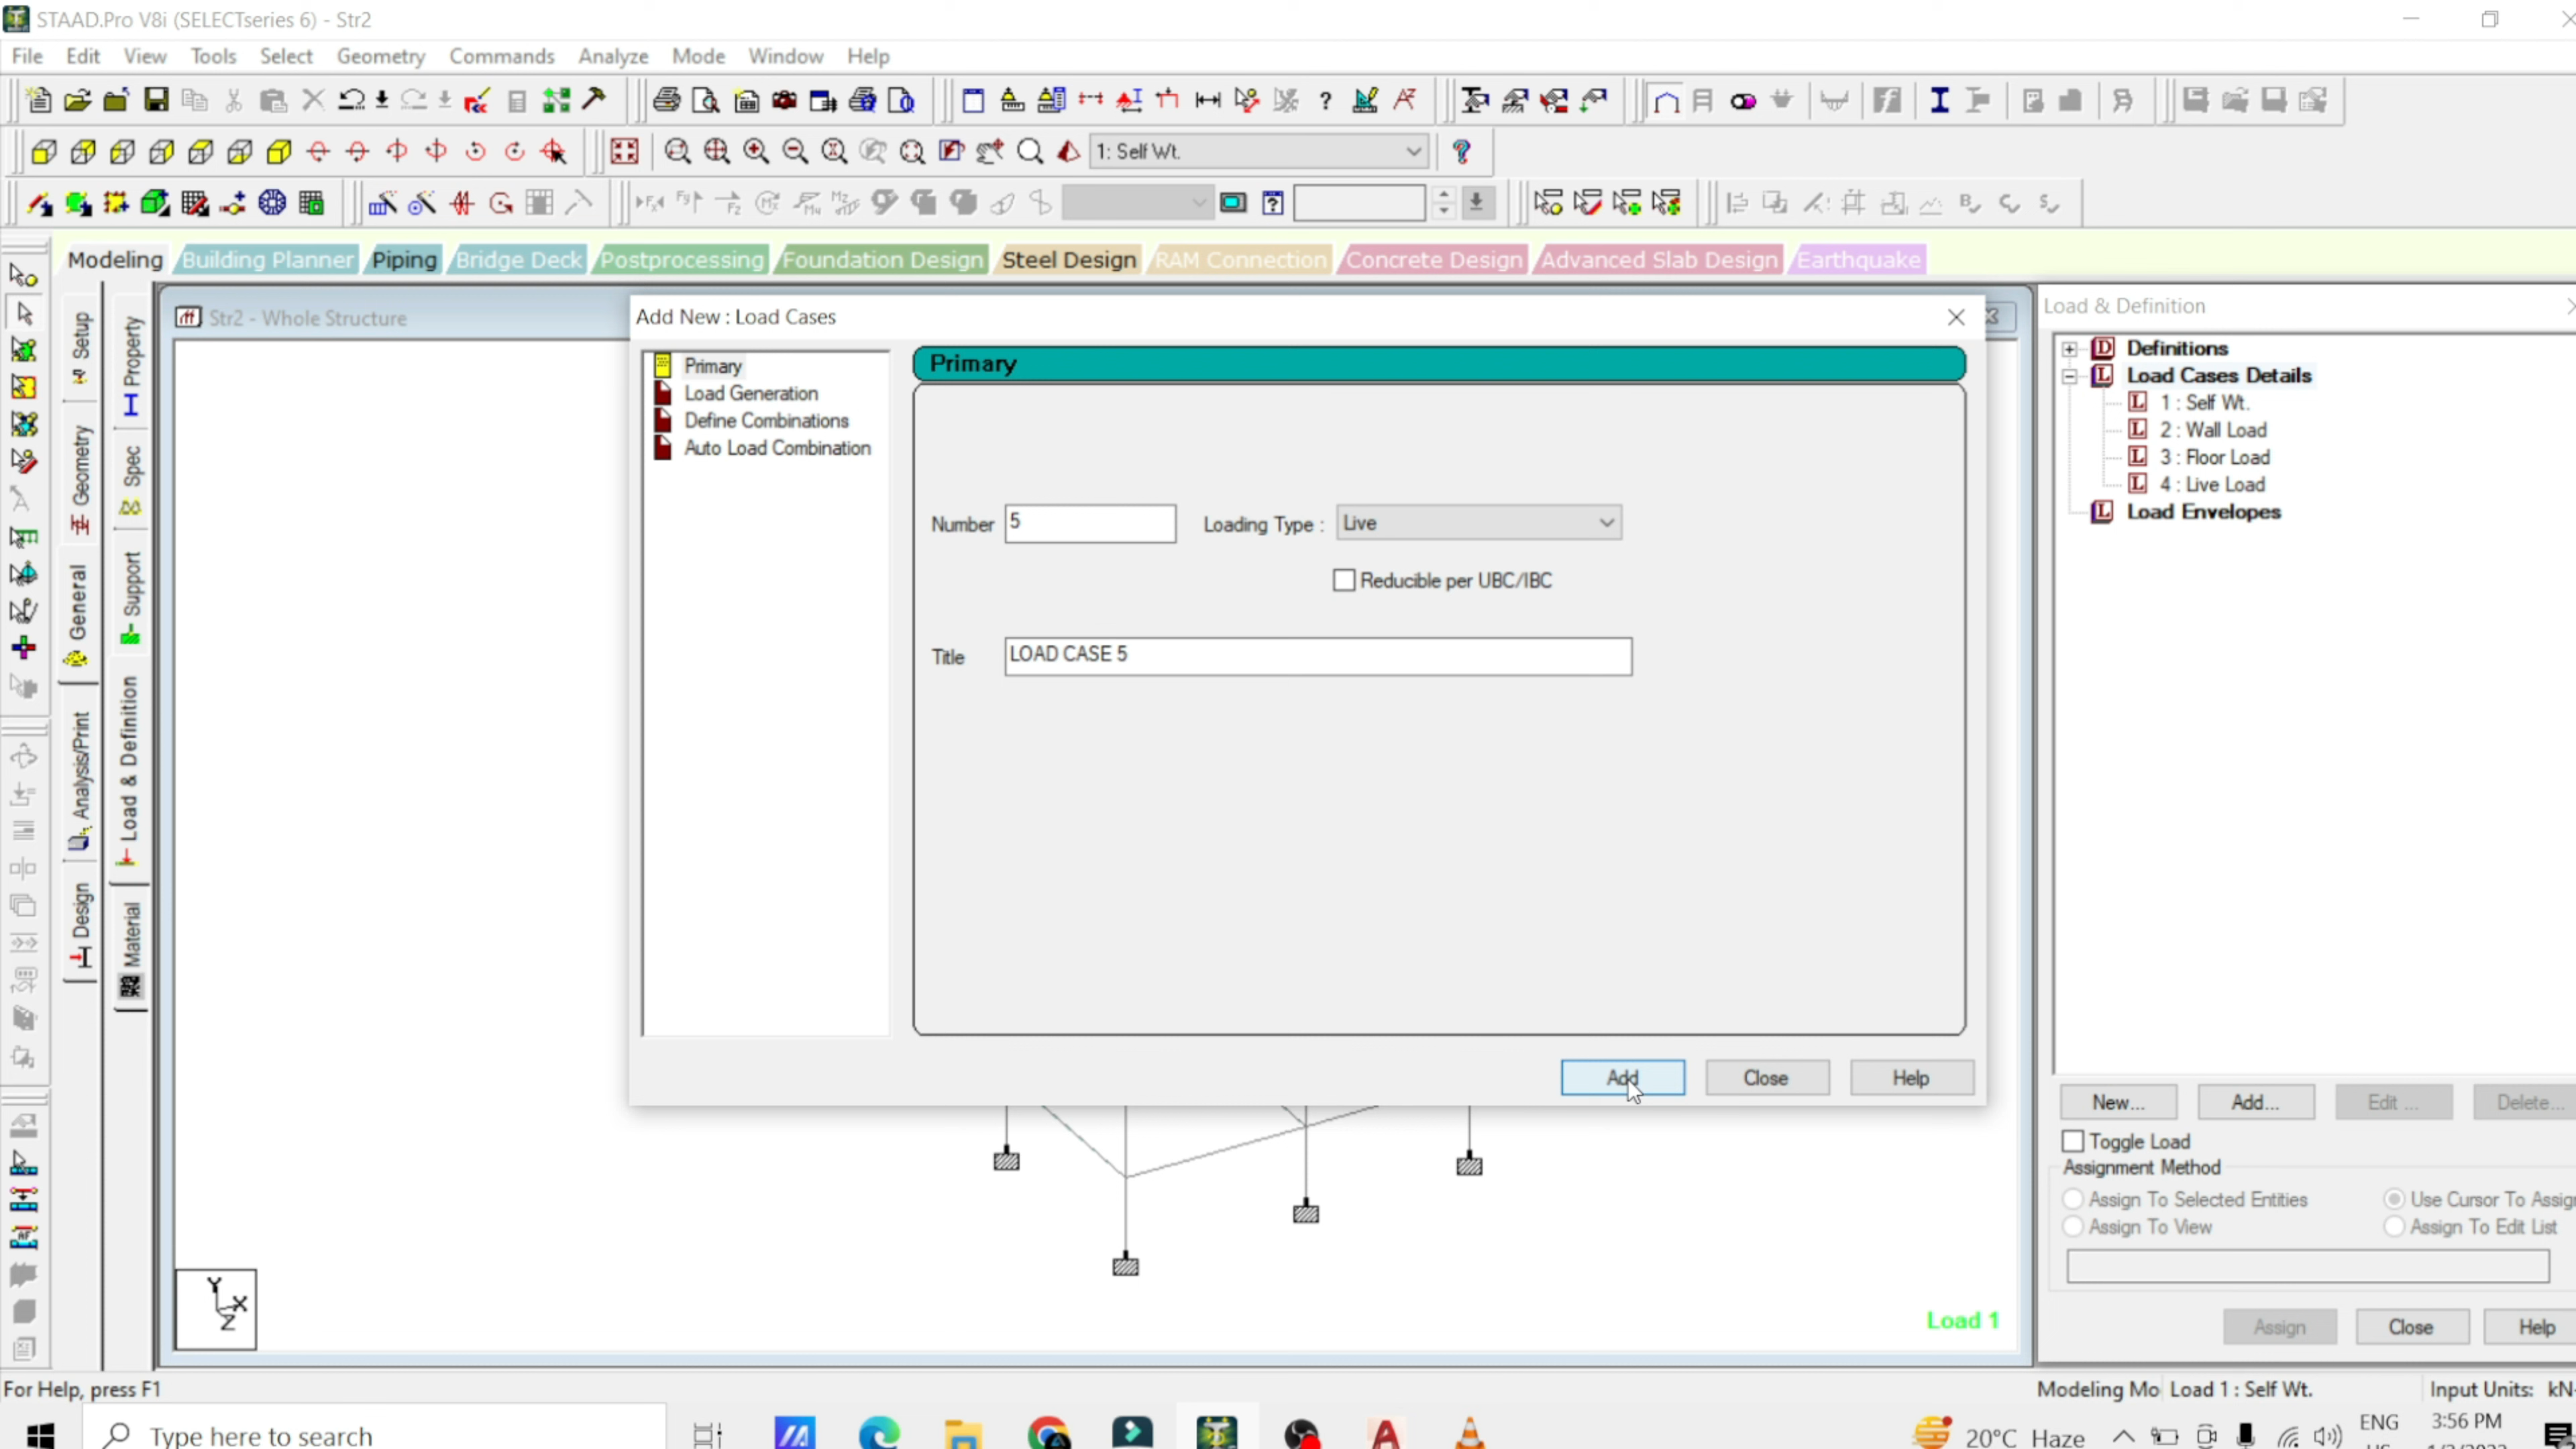 STAAD.Pro V8i (SELECTseries 6) - Str2
File Edit View Tools Select Geometry Commands Analyze Mode Window Help
1: Self Wt.
Modeling Building Planner Piping Bridge Deck Postprocessing Foundation Design Steel Design RAM Connection Concrete Design Advanced Slab Design Earthquake
Setup
Geometry
General
Analysis/Print
Design
Property
Spec
Support
Load & Definition
Material
Str2 - Whole Structure
Add New : Load Cases
Primary
Load Generation
Define Combinations
Auto Load Combination
Primary
Number 5 Loading Type : Live
Reducible per UBC/IBC
Title LOAD CASE 5
Add Close Help
Load 1
Y
X
Z
Load & Definition
Definitions
Load Cases Details
1 : Self Wt.
2 : Wall Load
3 : Floor Load
4 : Live Load
Load Envelopes
New... Add... Edit ... Delete...
Toggle Load
Assignment Method
Assign To Selected Entities Use Cursor To Assig
Assign To View Assign To Edit List
Assign Close Help
For Help, press F1
Modeling Mo Load 1 : Self Wt. Input Units: kN-
Type here to search
20°C Haze ENG 3:56 PM